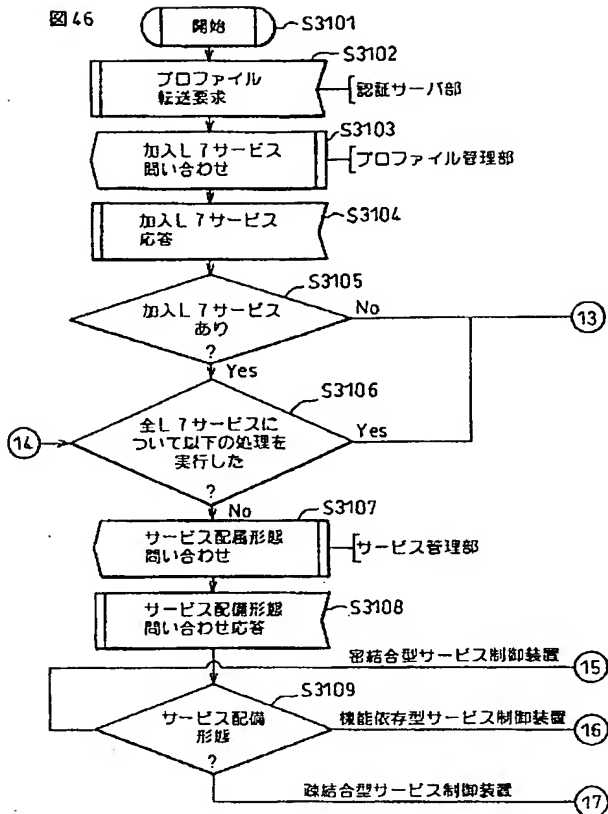 図46
開始
S3101
S3102
プロファイル
転送要求
認証サーバ部
S3103
加入L7サービス
問い合わせ
プロファイル管理部
加入L7サービス
応答
S3104
S3105
加入L7サービス
あり
?
No
13
Yes
S3106
14
全L7サービスに
ついて以下の処理を
実行した
?
Yes
No
S3107
サービス配属形態
問い合わせ
サービス管理部
サービス配備形態
問い合わせ応答
S3108
密結合型サービス制御装置
15
S3109
サービス配備
形態
?
機能依存型サービス制御装置
16
疎結合型サービス制御装置
17